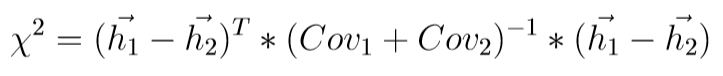 χ² = (h⃗₁ − h⃗₂)ᵀ ∗ (Cov₁ + Cov₂)⁻¹ ∗ (h⃗₁ − h⃗₂)